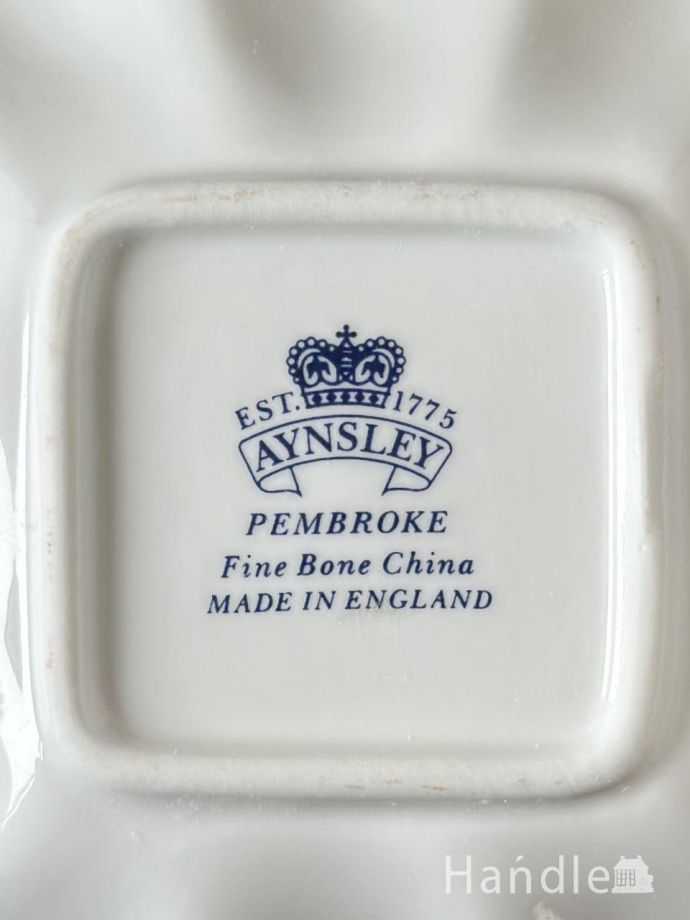 EST. 1775
AYNSLEY
PEMBROKE
Fine Bone China
MADE IN ENGLAND
Handle